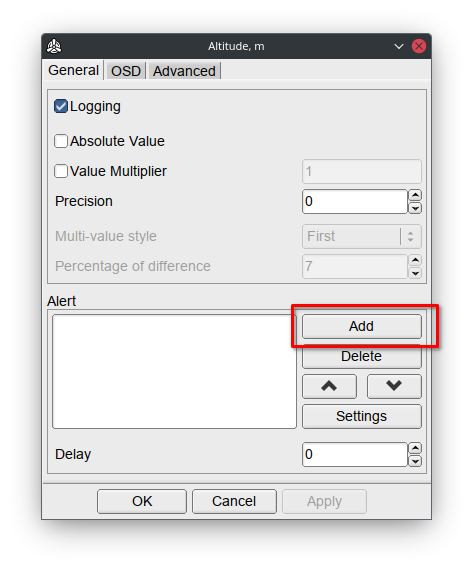 Altitude, m
General OSD Advanced
Logging
Absolute Value
Value Multiplier 1
Precision 0
Multi-value style First
Percentage of difference 7
Alert
Add
Delete
Settings
Delay 0
OK Cancel Apply